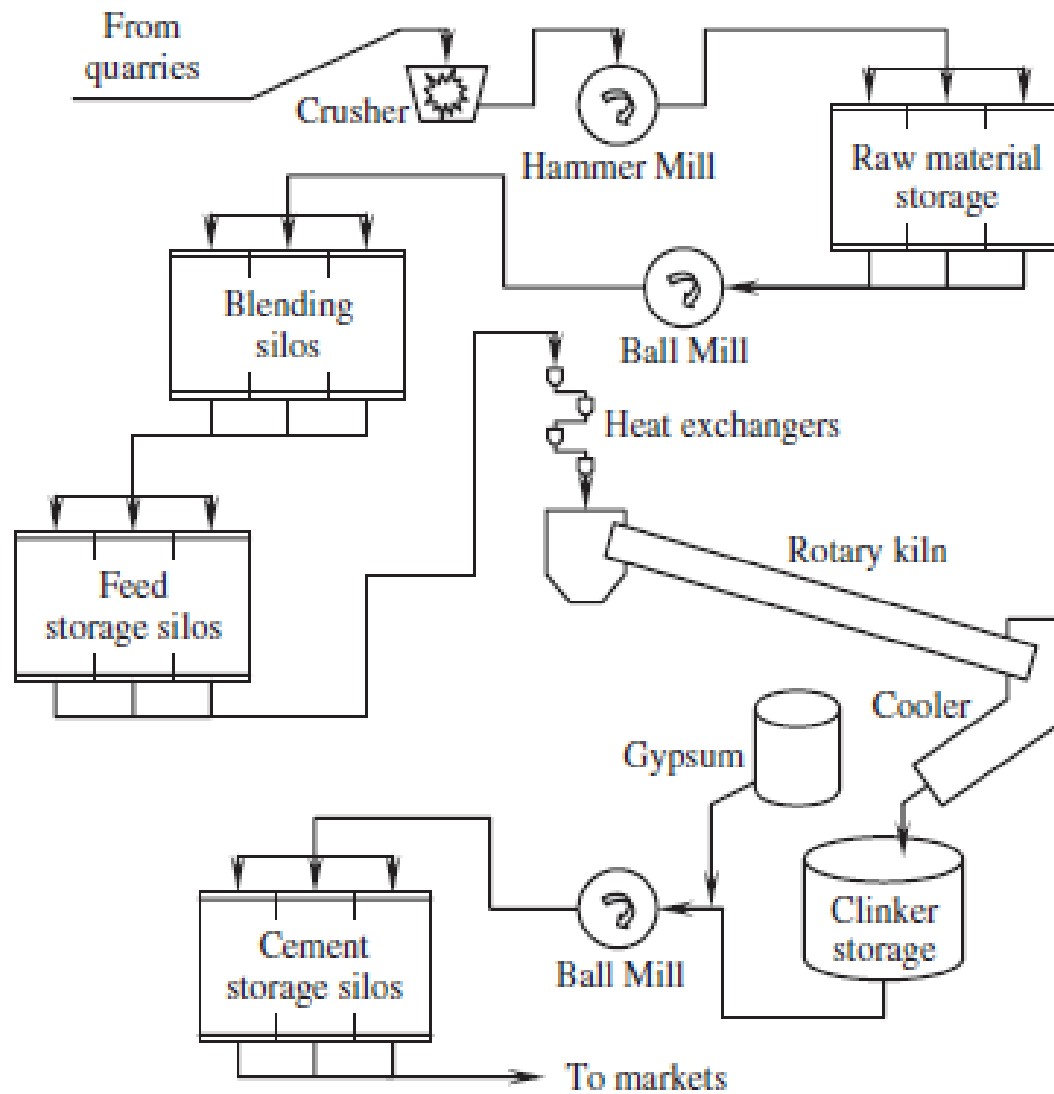 From
quarries
Crusher
Hammer Mill
Raw material
storage
Blending
silos
Ball Mill
Heat exchangers
Rotary kiln
Feed
storage silos
Cooler
Gypsum
Clinker
storage
Cement
storage silos
Ball Mill
To markets